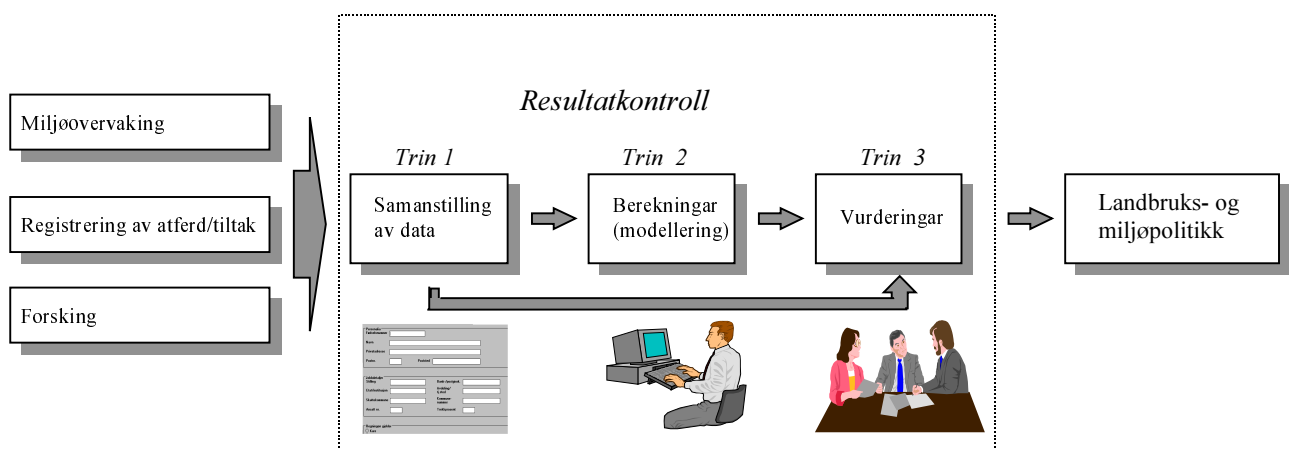 Resultatkontroll
Miljøovervaking
Registrering av atferd/tiltak
Forsking
Trin 1
Samanstilling
av data
Trin 2
Berekningar
(modellering)
Trin 3
Vurderingar
Landbruks- og
miljøpolitikk
Navn